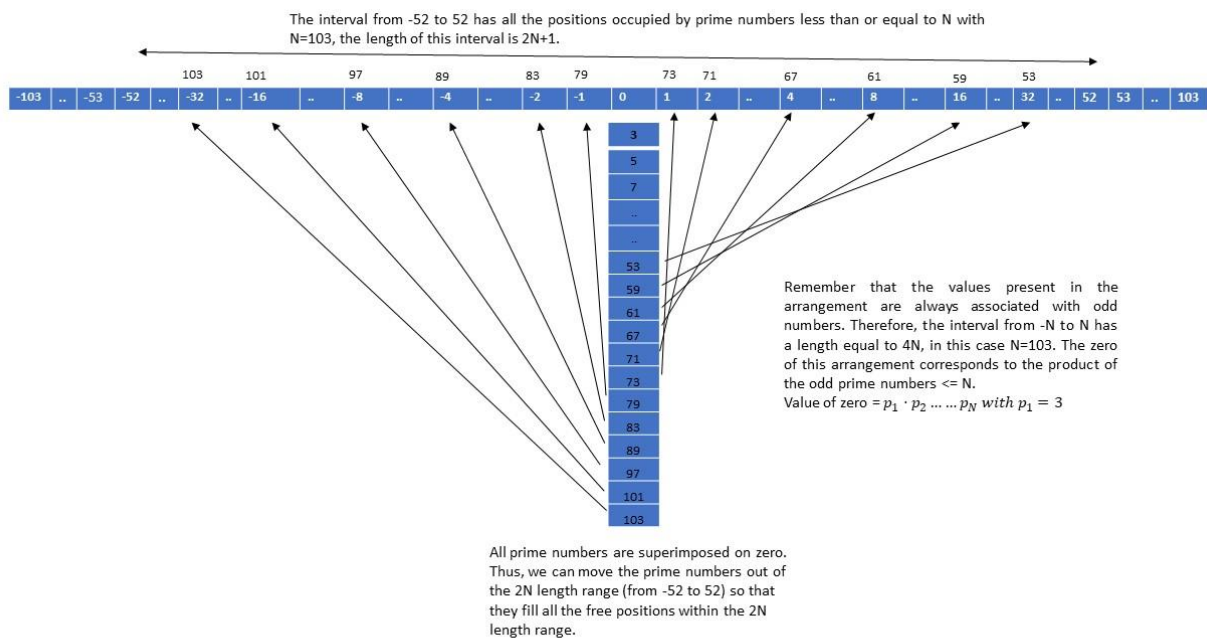 The interval from -52 to 52 has all the positions occupied by prime numbers less than or equal to N with
N=103, the length of this interval is 2N+1.
103 101 97 89 83 79 73 71 67 61 59 53
-103 .. -53 -52 .. -32 .. -16 .. -8 .. -4 .. -2 -1 0 1 2 .. 4 .. 8 .. 16 .. 32 .. 52 53 .. 103
3
5
7
..
..
53
59
61
67
71
73
79
83
89
97
101
103
Remember that the values present in the
arrangement are always associated with odd
numbers. Therefore, the interval from -N to N has
a length equal to 4N, in this case N=103. The zero
of this arrangement corresponds to the product of
the odd prime numbers <= N.
Value of zero = p₁ · p₂ ... ... pN with p₁ = 3
All prime numbers are superimposed on zero.
Thus, we can move the prime numbers out of
the 2N length range (from -52 to 52) so that
they fill all the free positions within the 2N
length range.